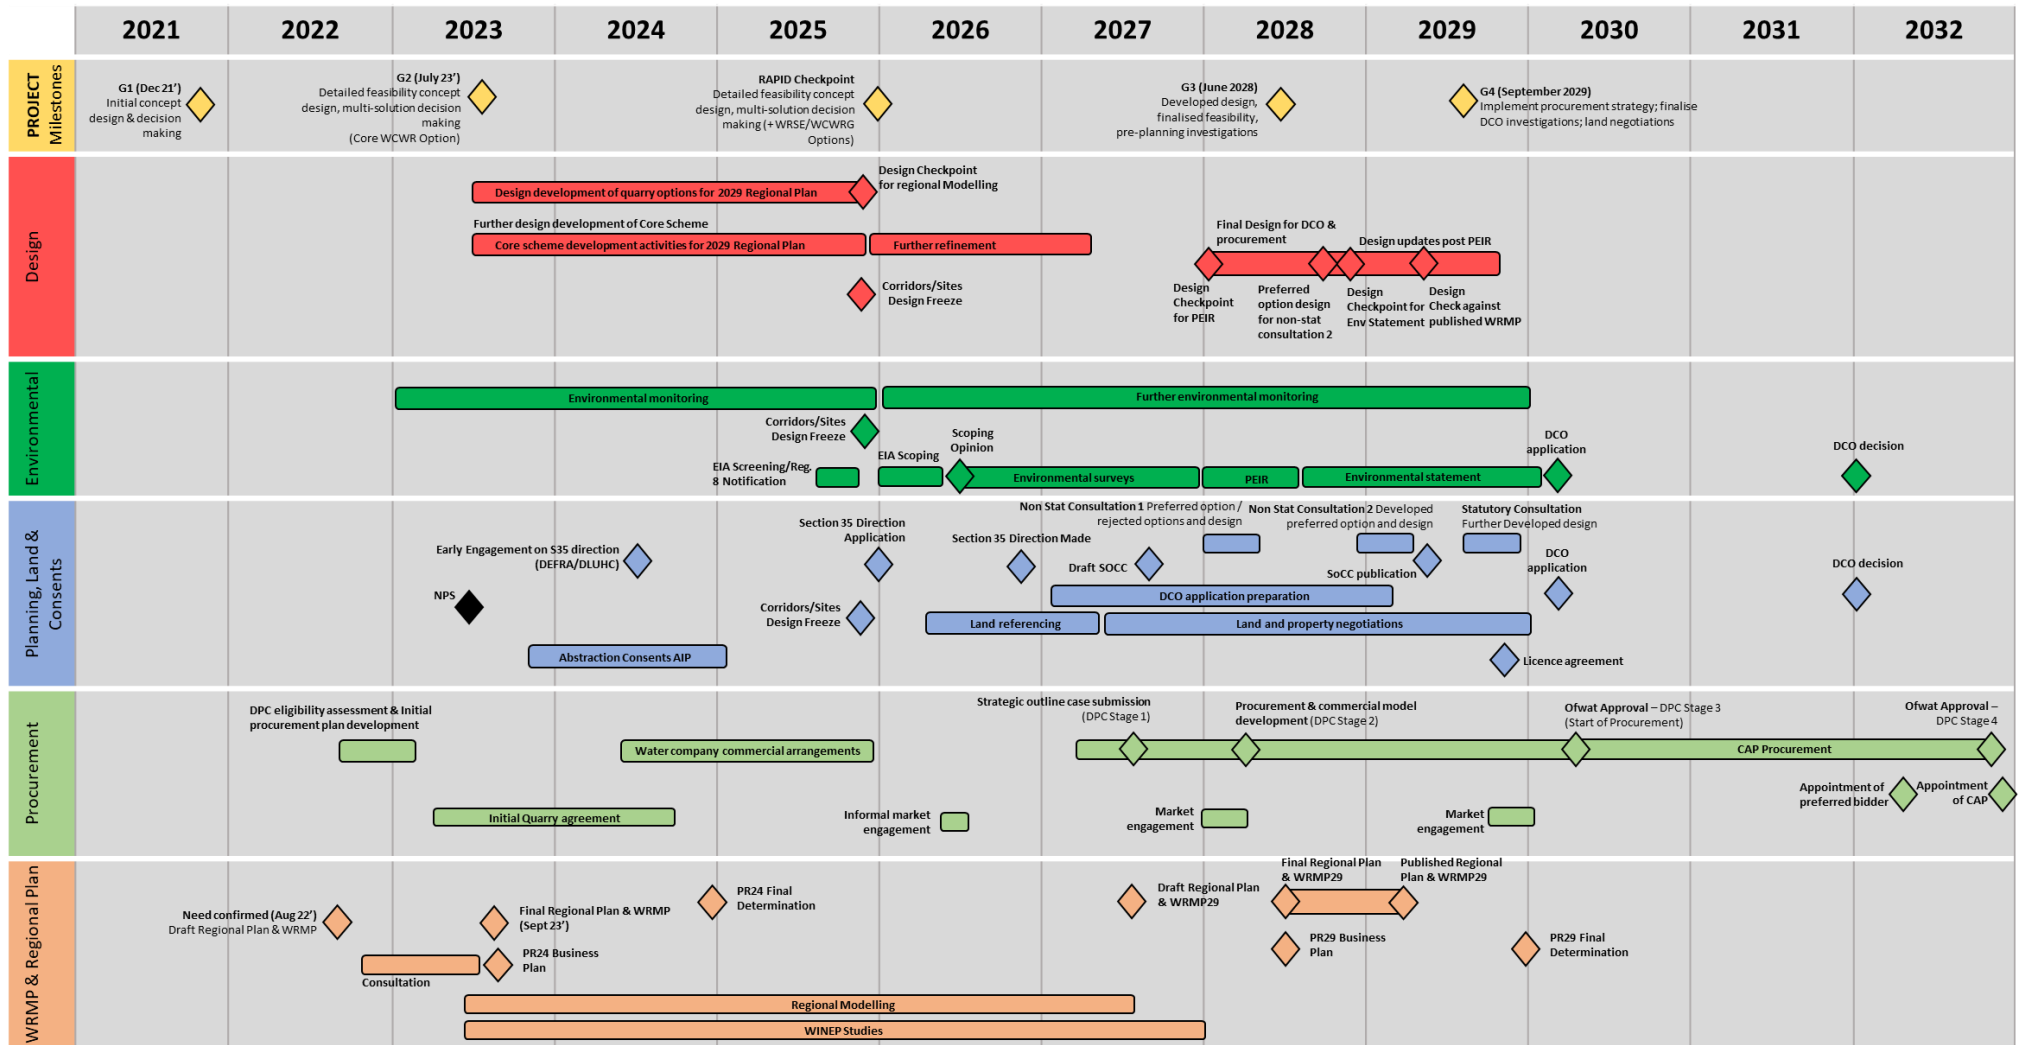 2021 2022 2023 2024 2025 2026 2027 2028 2029 2030 2031 2032
PROJECT
Milestones
G1 (Dec 21’)
Initial concept
design & decision
making
G2 (July 23’)
Detailed feasibility concept
design, multi-solution decision
making
(Core WCWR Option)
RAPID Checkpoint
Detailed feasibility concept
design, multi-solution decision
making (+ WRSE/WCWRG
Options)
G3 (June 2028)
Developed design,
finalised feasibility,
pre-planning investigations
G4 (September 2029)
Implement procurement strategy; finalise
DCO investigations; land negotiations
Design
Design development of quarry options for 2029 Regional Plan
Design Checkpoint
for regional Modelling
Further design development of Core Scheme
Core scheme development activities for 2029 Regional Plan
Further refinement
Corridors/Sites
Design Freeze
Final Design for DCO &
procurement
Design updates post PEIR
Design
Checkpoint
for PEIR
Preferred
option design
for non-stat
consultation 2
Design
Checkpoint for
Env Statement
Design
Check against
published WRMP
Environmental
Environmental monitoring
Further environmental monitoring
Corridors/Sites
Design Freeze
EIA Screening/Reg.
8 Notification
EIA Scoping
Scoping
Opinion
Environmental surveys
PEIR
Environmental statement
DCO
application
DCO decision
Planning, Land &
Consents
Early Engagement on S35 direction
(DEFRA/DLUHC)
NPS
Section 35 Direction
Application
Section 35 Direction Made
Corridors/Sites
Design Freeze
Abstraction Consents AIP
Non Stat Consultation 1 Preferred option /
rejected options and design
Non Stat Consultation 2 Developed
preferred option and design
Statutory Consultation
Further Developed design
Draft SOCC
SoCC publication
DCO
application
DCO decision
DCO application preparation
Land referencing
Land and property negotiations
Licence agreement
Procurement
DPC eligibility assessment & Initial
procurement plan development
Water company commercial arrangements
Initial Quarry agreement
Strategic outline case submission
(DPC Stage 1)
Procurement & commercial model
development (DPC Stage 2)
Ofwat Approval – DPC Stage 3
(Start of Procurement)
Ofwat Approval –
DPC Stage 4
CAP Procurement
Informal market
engagement
Market
engagement
Market
engagement
Appointment of
preferred bidder
Appointment
of CAP
WRMP & Regional Plan
Need confirmed (Aug 22’)
Draft Regional Plan & WRMP
Consultation
Final Regional Plan & WRMP
(Sept 23’)
PR24 Business
Plan
PR24 Final
Determination
Draft Regional Plan
& WRMP29
Final Regional Plan
& WRMP29
Published Regional
Plan & WRMP29
PR29 Business
Plan
PR29 Final
Determination
Regional Modelling
WINEP Studies